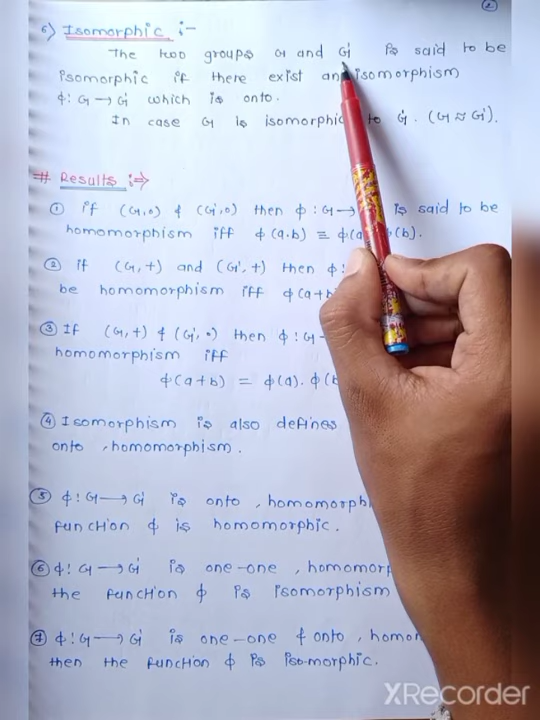 2
6) Isomorphic :-
The two groups G and G' is said to be
isomorphic if there exist an isomorphism
ϕ: G → G' which is onto.
In case G is isomorphic to G'. (G ≈ G').
# Results :⇒
① if (G,o) & (G',o) then ϕ : G → is said to be
homomorphism iff ϕ(a.b) = ϕ(a) (b).
② if (G,+) and (G',+) then ϕ:
be homomorphism iff ϕ(a+b
③ If (G,+) & (G',o) then ϕ : G
homomorphism iff
ϕ(a+b) = ϕ(a). ϕ(b
④ Isomorphism is also defines
onto , homomorphism.
⑤ ϕ: G → G' is onto , homomorph
function ϕ is homomorphic.
⑥ ϕ: G → G' is one-one , homomorp
the function ϕ is isomorphism
⑦ ϕ: G → G' is one-one & onto , homom
then the function ϕ is iso-morphic.
XRecorder